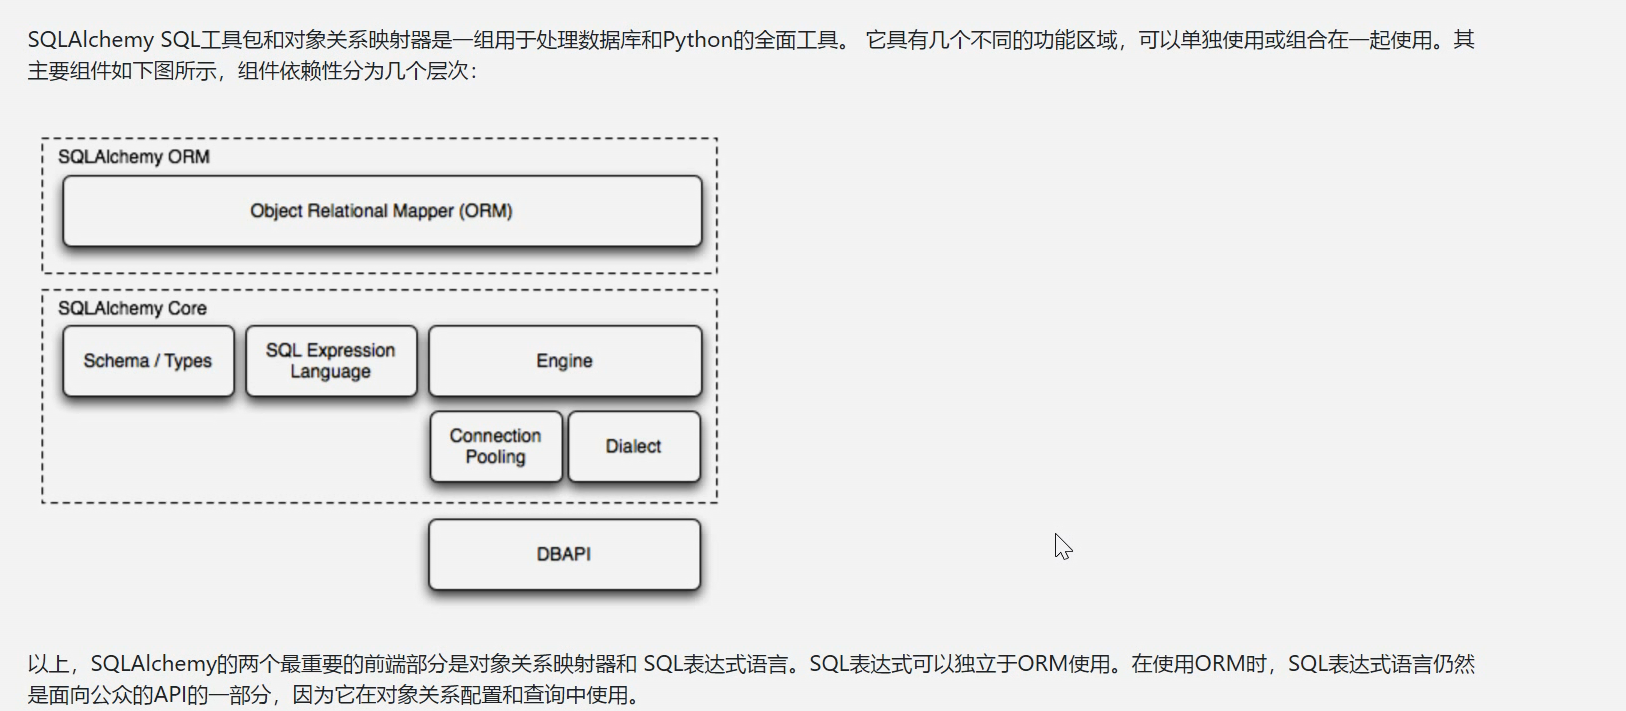 SQLAlchemy SQL工具包和对象关系映射器是一组用于处理数据库和Python的全面工具。 它具有几个不同的功能区域，可以单独使用或组合在一起使用。其
主要组件如下图所示，组件依赖性分为几个层次：
SQLAlchemy ORM
Object Relational Mapper (ORM)
SQLAlchemy Core
Schema / Types
SQL Expression
Language
Engine
Connection
Pooling
Dialect
DBAPI
以上，SQLAlchemy的两个最重要的前端部分是对象关系映射器和 SQL表达式语言。SQL表达式可以独立于ORM使用。在使用ORM时，SQL表达式语言仍然
是面向公众的API的一部分，因为它在对象关系配置和查询中使用。